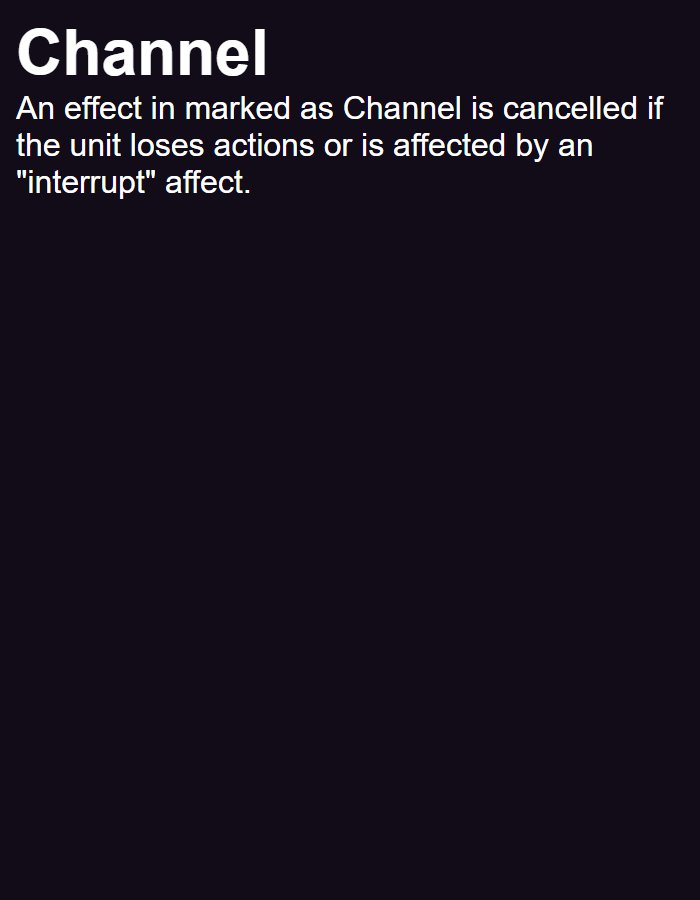 Channel
An effect in marked as Channel is cancelled if
the unit loses actions or is affected by an
"interrupt" affect.